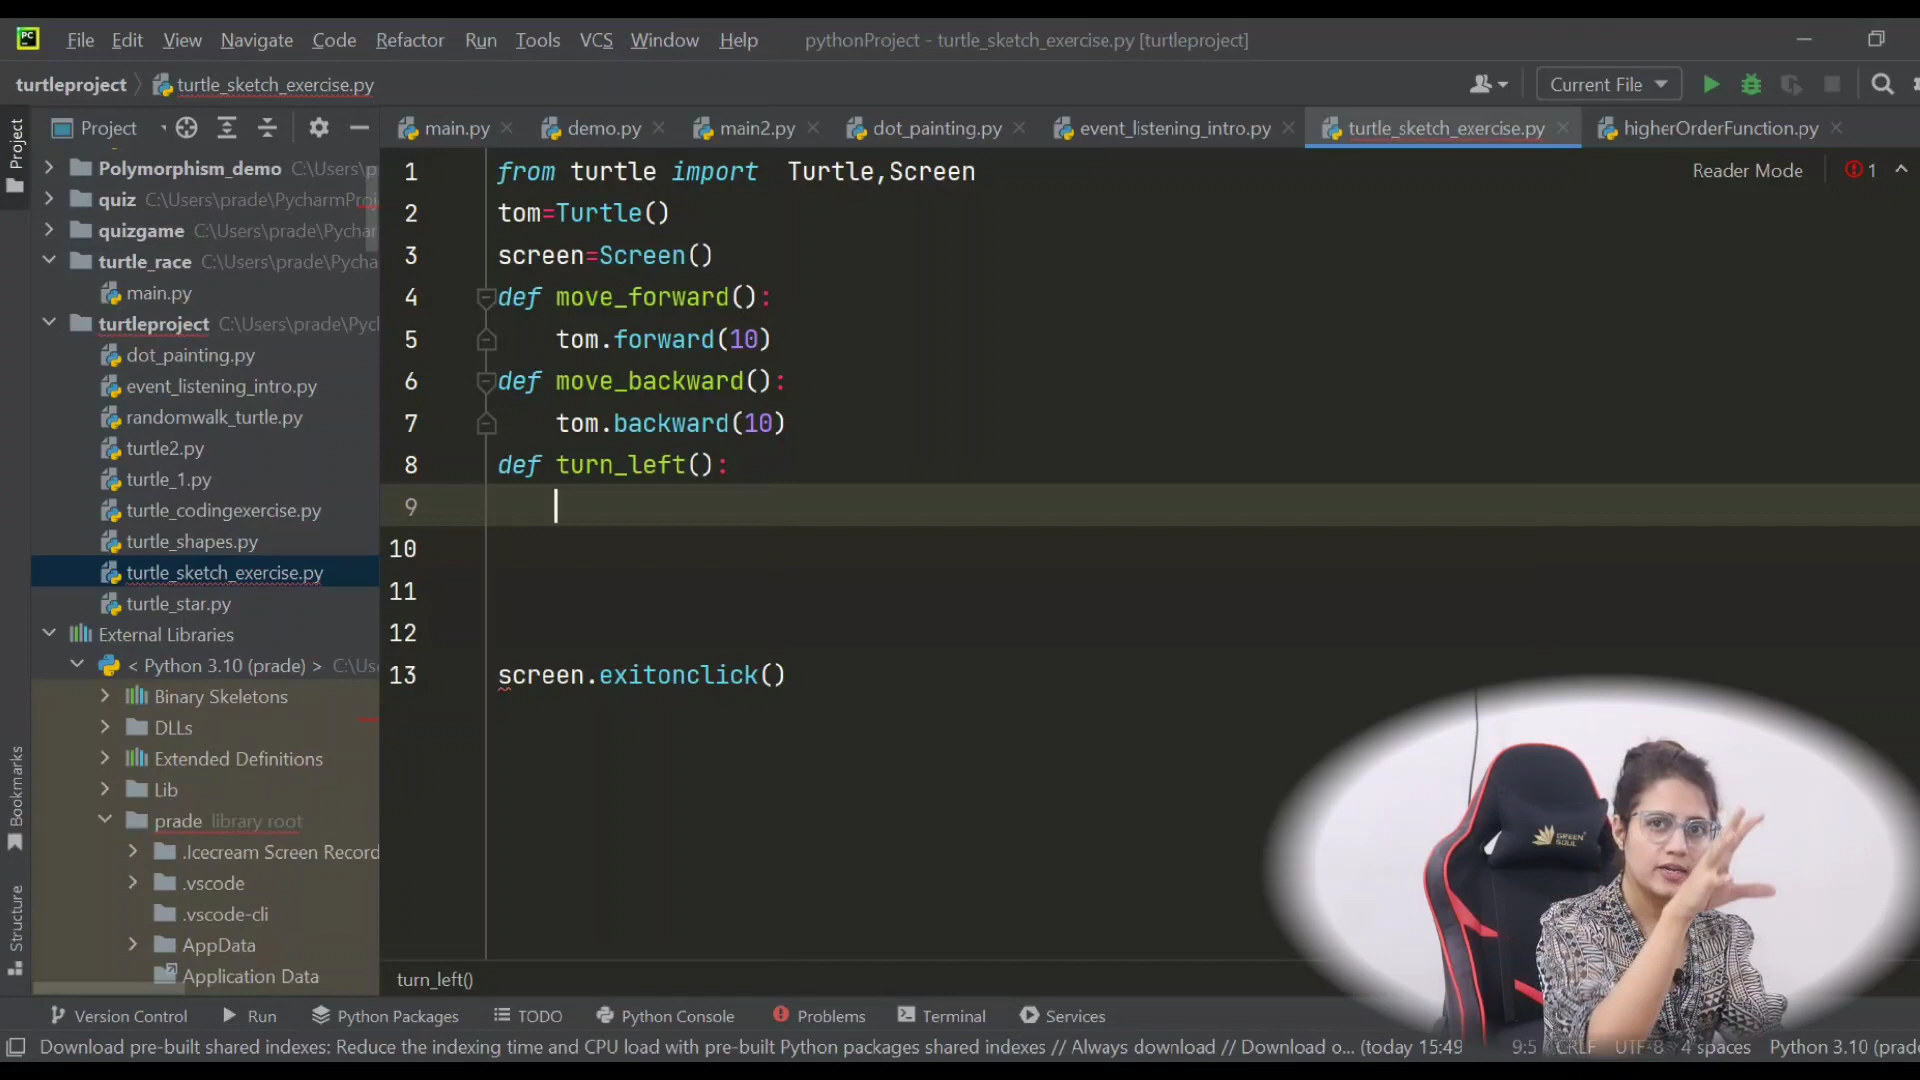 PC File Edit View Navigate Code Refactor Run Tools VCS Window Help pythonProject - turtle_sketch_exercise.py [turtleproject]
turtleproject turtle_sketch_exercise.py Current File
Project main.py demo.py main2.py dot_painting.py event_listening_intro.py turtle_sketch_exercise.py higherOrderFunction.py
Project
Reader Mode 1
Polymorphism_demo C:\Users\p
quiz C:\Users\prade\PycharmProj
quizgame C:\Users\prade\Pychar
turtle_race C:\Users\prade\Pycha
main.py
turtleproject C:\Users\prade\Pyc
dot_painting.py
event_listening_intro.py
randomwalk_turtle.py
turtle2.py
turtle_1.py
turtle_codingexercise.py
turtle_shapes.py
turtle_sketch_exercise.py
turtle_star.py
External Libraries
< Python 3.10 (prade) > C:\Use
Binary Skeletons
DLLs
Extended Definitions
Lib
prade library root
.Icecream Screen Record
.vscode
.vscode-cli
AppData
Application Data
Bookmarks
Structure
1 from turtle import Turtle,Screen
2 tom=Turtle()
3 screen=Screen()
4 def move_forward():
5 tom.forward(10)
6 def move_backward():
7 tom.backward(10)
8 def turn_left():
9
10
11
12
13 screen.exitonclick()
GREEN
SOUL
turn_left()
Version Control Run Python Packages TODO Python Console Problems Terminal Services
Download pre-built shared indexes: Reduce the indexing time and CPU load with pre-built Python packages shared indexes // Always download // Download o... (today 15:49 9:5 CRLF UTF-8 4 spaces Python 3.10 (prade